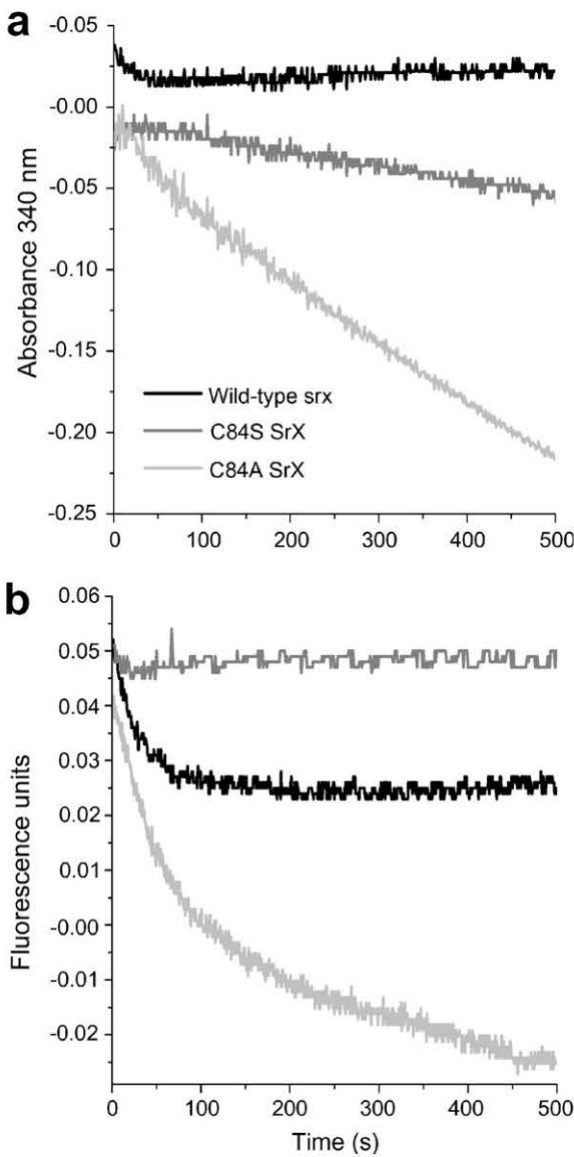 a
Absorbance 340 nm
-0.05
-0.00
-0.05
-0.10
-0.15
-0.20
-0.25
Wild-type srx
C84S SrX
C84A SrX
0 100 200 300 400 500
b
Fluorescence units
0.06
0.05
0.04
0.03
0.02
0.01
-0.00
-0.01
-0.02
0 100 200 300 400 500
Time (s)